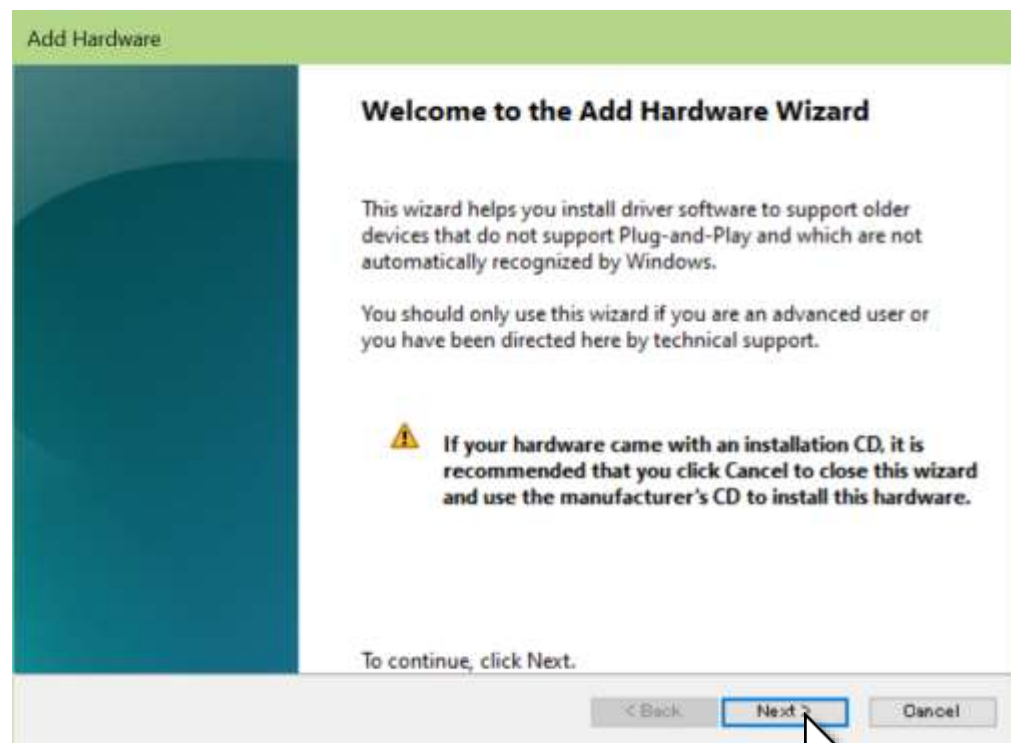 Add Hardware
Welcome to the Add Hardware Wizard
This wizard helps you install driver software to support older
devices that do not support Plug-and-Play and which are not
automatically recognized by Windows.
You should only use this wizard if you are an advanced user or
you have been directed here by technical support.
If your hardware came with an installation CD, it is
recommended that you click Cancel to close this wizard
and use the manufacturer's CD to install this hardware.
To continue, click Next.
< Back Next > Cancel